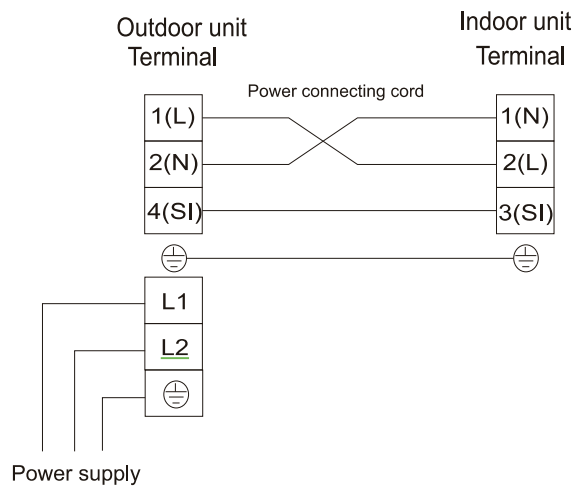 Outdoor unit
Terminal
Indoor unit
Terminal
Power connecting cord
1(L)
1(N)
2(N)
2(L)
4(SI)
3(SI)
L1
L2
Power supply